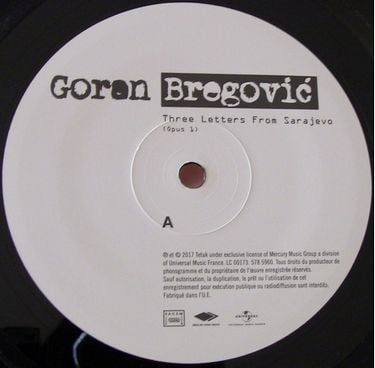 Goran Bregović
Three Letters From Sarajevo
(Opus 1)
A
℗ et © 2017 Tetak under exclusive license of Mercury Music Group a division
of Universal Music France. LC 00173. 578 5960. Tous droits du producteur de
phonogramme et du propriétaire de l'œuvre enregistrée réservés.
Sauf autorisation, la duplication, le prêt ou l'utilisation de cet
enregistrement pour exécution publique ou radiodiffusion sont interdits.
Fabriqué dans l'U.E.
SACEM